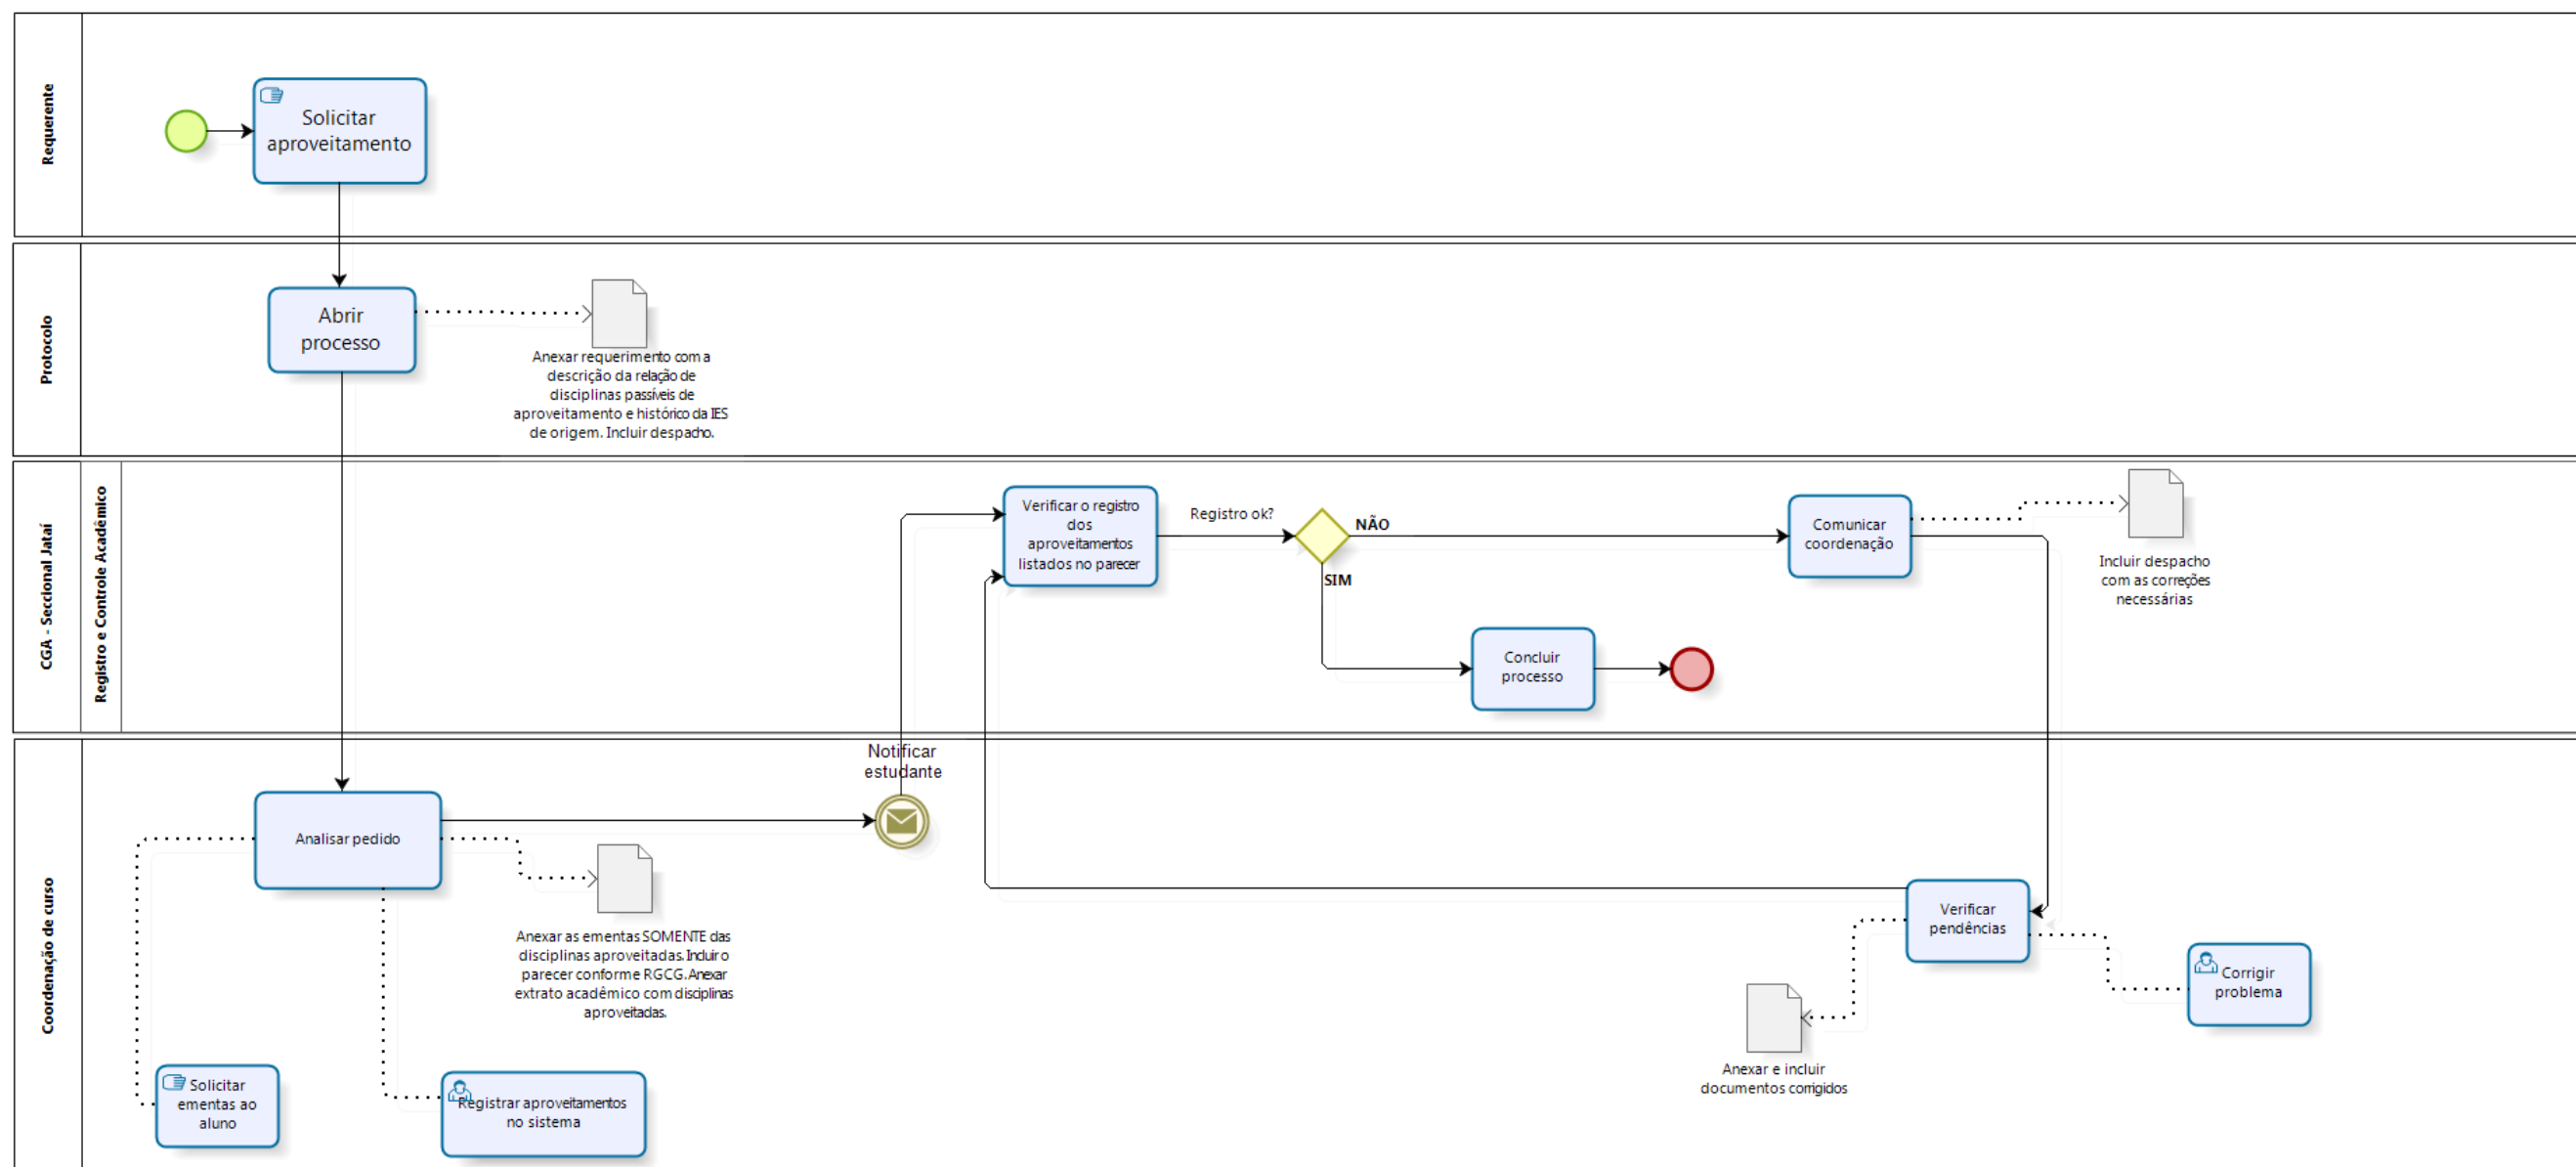 Requerente
Solicitar
aproveitamento
Protocolo
Abrir
processo
Anexar requerimento com a
descrição da relação de
disciplinas passíveis de
aproveitamento e histórico da IES
de origem. Incluir despacho.
CGA - Seccional Jataí
Registro e Controle Acadêmico
Verificar o registro
dos
aproveitamentos
listados no parecer
Registro ok?
NÃO
SIM
Comunicar
coordenação
Incluir despacho
com as correções
necessárias
Concluir
processo
Coordenação de curso
Notificar
estudante
Analisar pedido
Anexar as ementas SOMENTE das
disciplinas aproveitadas. Incluir o
parecer conforme RGCG. Anexar
extrato acadêmico com disciplinas
aproveitadas.
Verificar
pendências
Corrigir
problema
Anexar e incluir
documentos corrigidos
Solicitar
ementas ao
aluno
Registrar aproveitamentos
no sistema